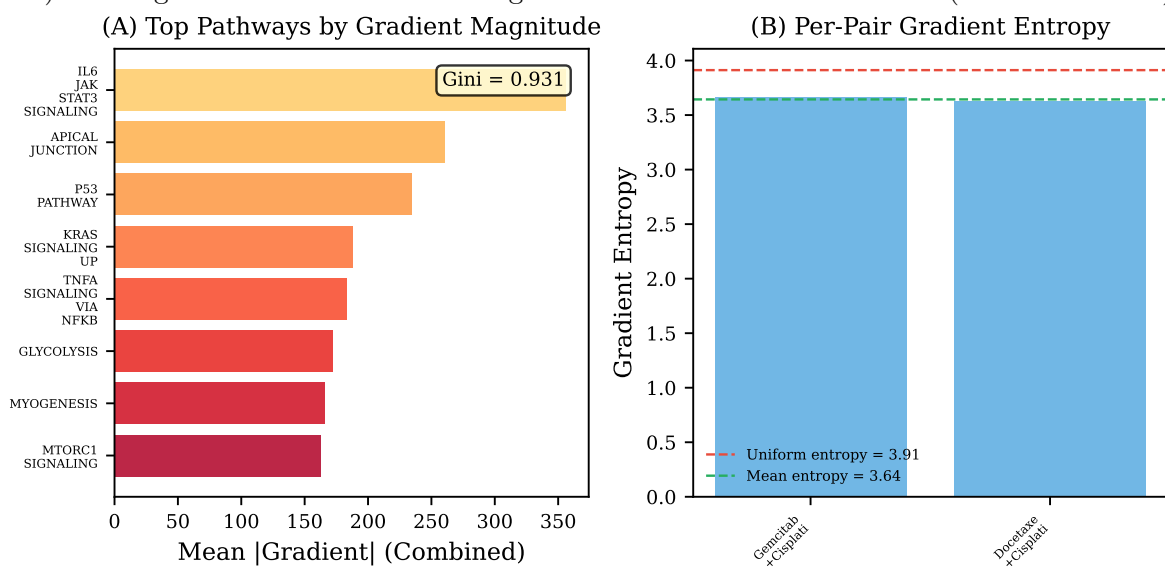 (A) Top Pathways by Gradient Magnitude
IL6
JAK
STAT3
SIGNALING
APICAL
JUNCTION
P53
PATHWAY
KRAS
SIGNALING
UP
TNFA
SIGNALING
VIA
NFKB
GLYCOLYSIS
MYOGENESIS
MTORC1
SIGNALING
Gini = 0.931
0 50 100 150 200 250 300 350
Mean |Gradient| (Combined)
(B) Per-Pair Gradient Entropy
Gradient Entropy
4.0
3.5
3.0
2.5
2.0
1.5
1.0
0.5
0.0
Uniform entropy = 3.91
Mean entropy = 3.64
Gemcitab
+Cisplati
Docetaxe
+Cisplati